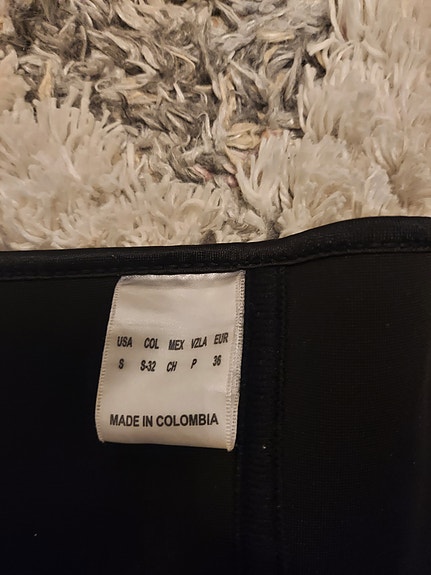 USA COL MEX VZLA EUR
S S-32 CH P 36
MADE IN COLOMBIA